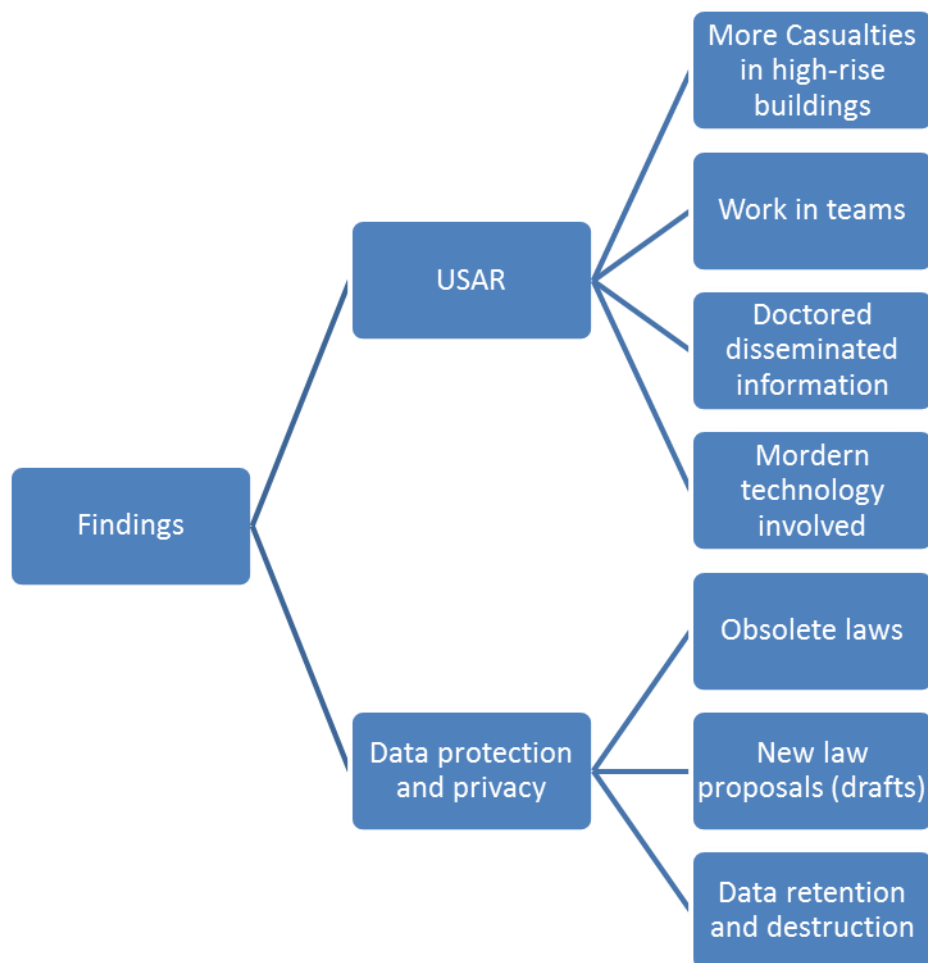 More Casualties
in high-rise
buildings
Work in teams
USAR
Doctored
disseminated
information
Mordern
technology
involved
Findings
Obsolete laws
Data protection
and privacy
New law
proposals (drafts)
Data retention
and destruction